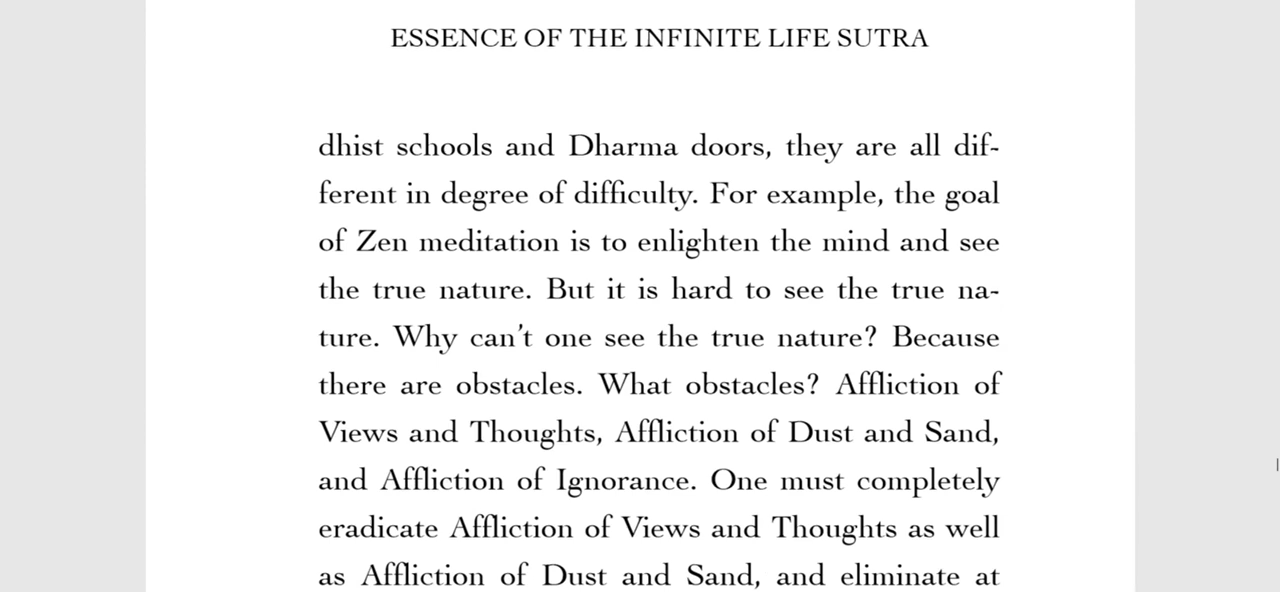 ESSENCE OF THE INFINITE LIFE SUTRA
dhist schools and Dharma doors, they are all dif-
ferent in degree of difficulty. For example, the goal
of Zen meditation is to enlighten the mind and see
the true nature. But it is hard to see the true na-
ture. Why can't one see the true nature? Because
there are obstacles. What obstacles? Affliction of
Views and Thoughts, Affliction of Dust and Sand,
and Affliction of Ignorance. One must completely
eradicate Affliction of Views and Thoughts as well
as Affliction of Dust and Sand, and eliminate at